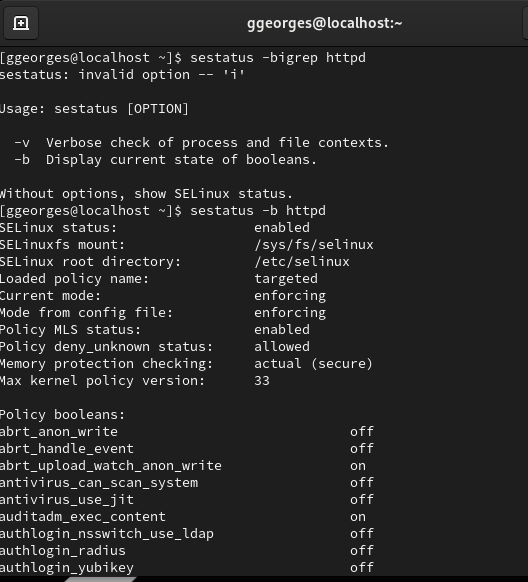 ggeorges@localhost:~
[ggeorges@localhost ~]$ sestatus -bigrep httpd
sestatus: invalid option -- 'i'

Usage: sestatus [OPTION]

  -v  Verbose check of process and file contexts.
  -b  Display current state of booleans.

Without options, show SELinux status.
[ggeorges@localhost ~]$ sestatus -b httpd
SELinux status:                 enabled
SELinuxfs mount:                /sys/fs/selinux
SELinux root directory:         /etc/selinux
Loaded policy name:             targeted
Current mode:                   enforcing
Mode from config file:          enforcing
Policy MLS status:              enabled
Policy deny_unknown status:     allowed
Memory protection checking:     actual (secure)
Max kernel policy version:      33

Policy booleans:
abrt_anon_write                             off
abrt_handle_event                           off
abrt_upload_watch_anon_write                on
antivirus_can_scan_system                   off
antivirus_use_jit                           off
auditadm_exec_content                       on
authlogin_nsswitch_use_ldap                 off
authlogin_radius                            off
authlogin_yubikey                           off